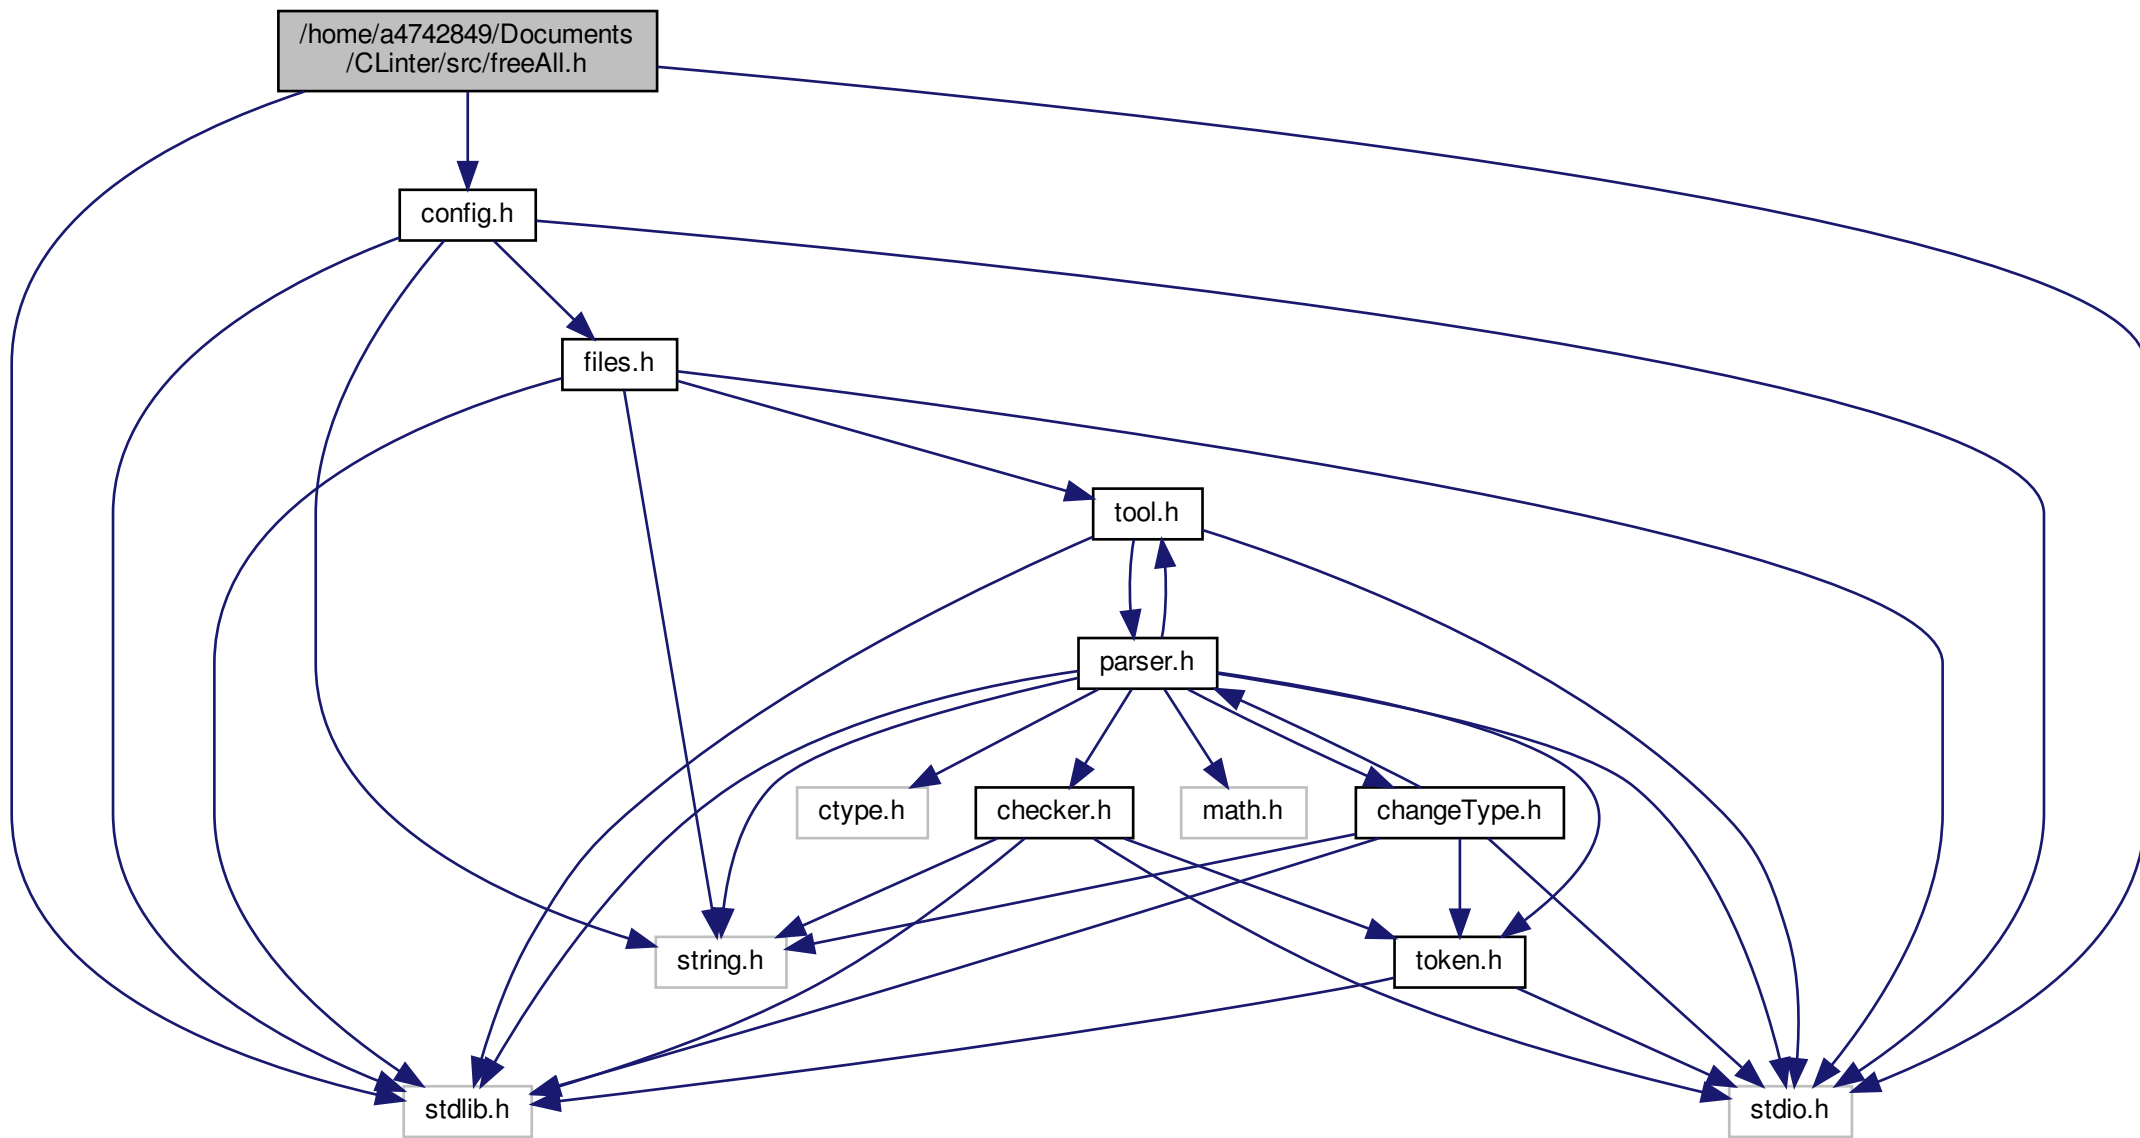 /home/a4742849/Documents
/CLinter/src/freeAll.h
config.h
files.h
tool.h
parser.h
ctype.h
checker.h
math.h
changeType.h
string.h
token.h
stdlib.h
stdio.h